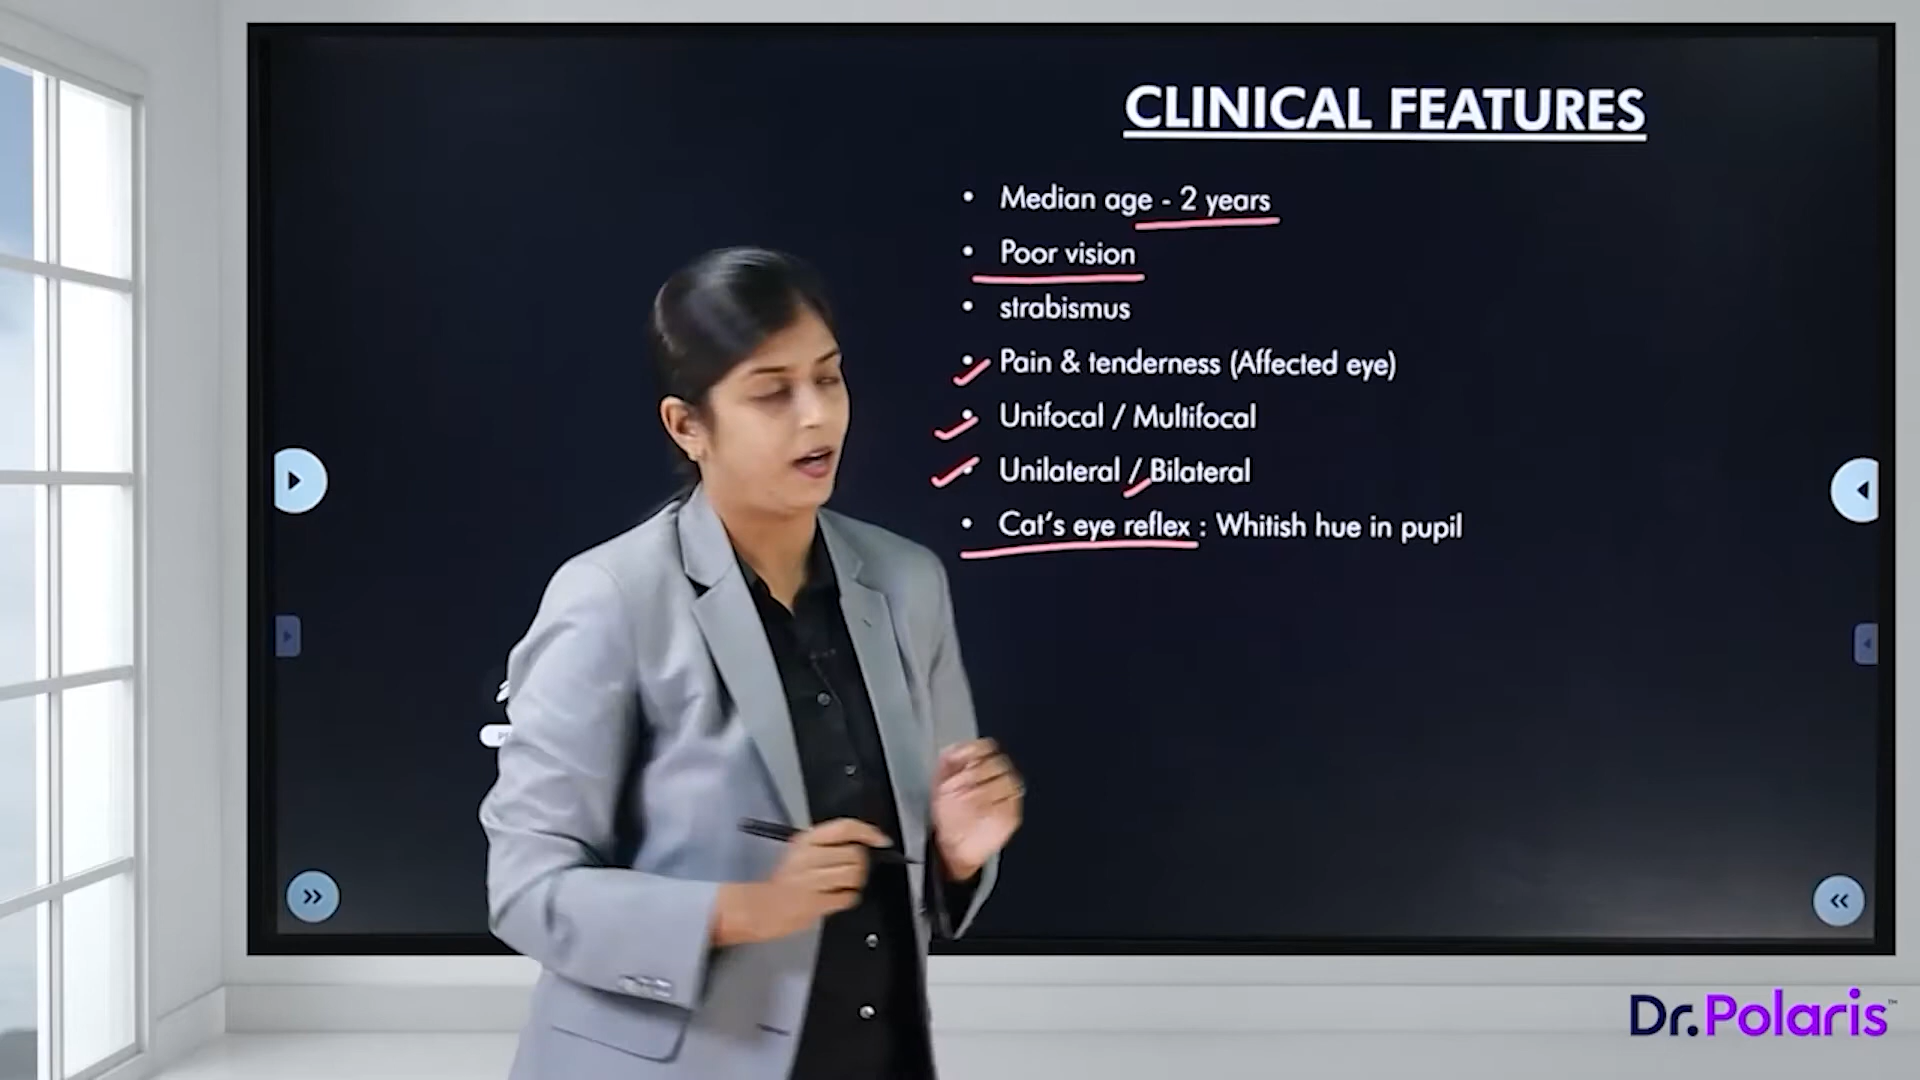 CLINICAL FEATURES
• Median age - 2 years
• Poor vision
• strabismus
• Pain & tenderness (Affected eye)
• Unifocal / Multifocal
• Unilateral / Bilateral
• Cat's eye reflex : Whitish hue in pupil
Dr.Polaris™